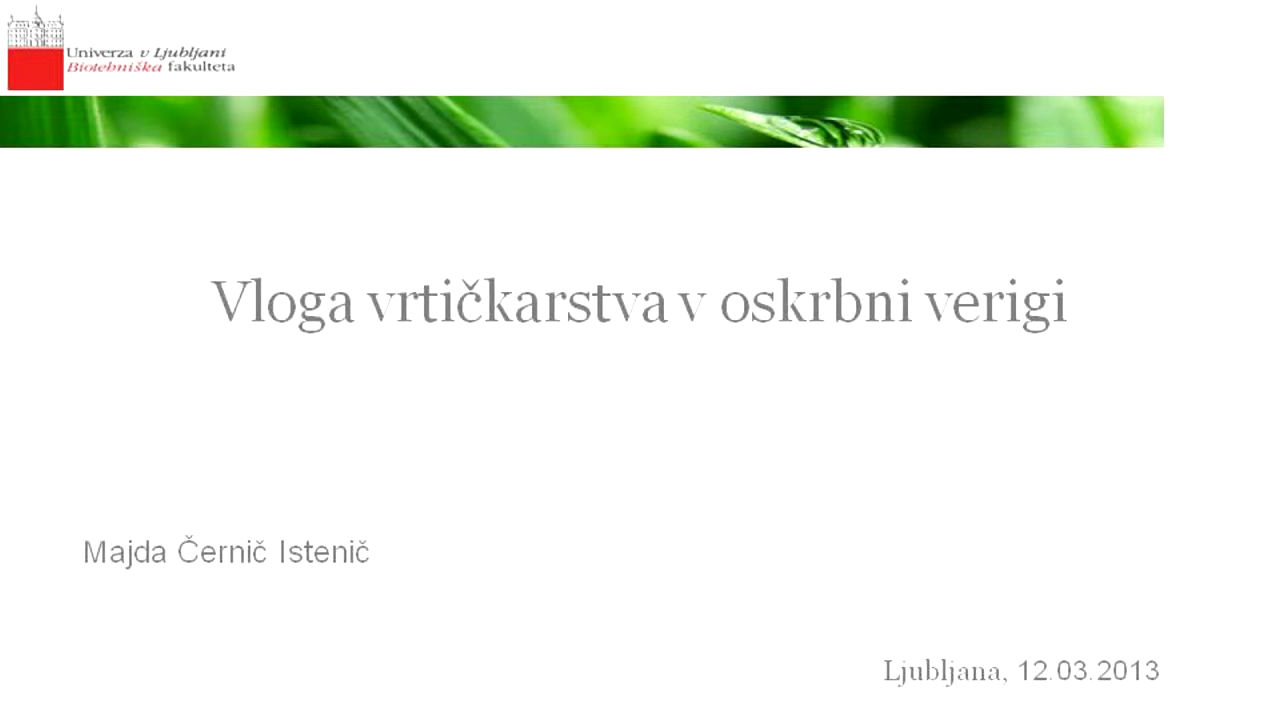 Univerza v Ljubljani
Biotehniška fakulteta
Vloga vrtičkarstva v oskrbni verigi
Majda Černič Istenič
Ljubljana, 12.03.2013